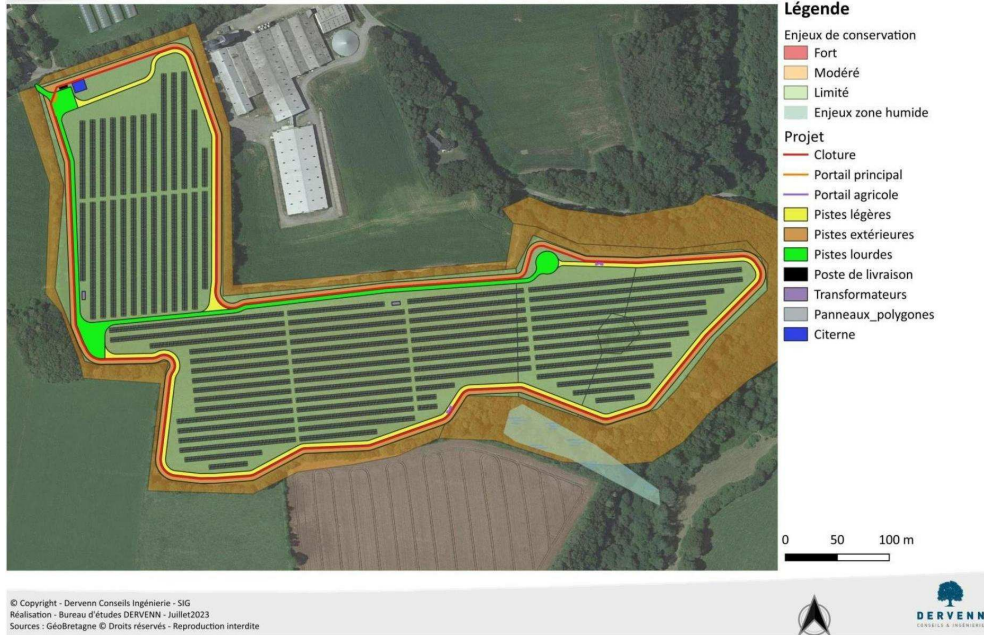 Légende
Enjeux de conservation
Fort
Modéré
Limité
Enjeux zone humide
Projet
Cloture
Portail principal
Portail agricole
Pistes légères
Pistes extérieures
Pistes lourdes
Poste de livraison
Transformateurs
Panneaux_polygones
Citerne
0 50 100 m
© Copyright - Dervenn Conseils Ingénierie - SIG
Réalisation - Bureau d'études DERVENN - Juillet2023
Sources : GéoBretagne © Droits réservés - Reproduction interdite
DERVENN
CONSEILS & INGÉNIERIE